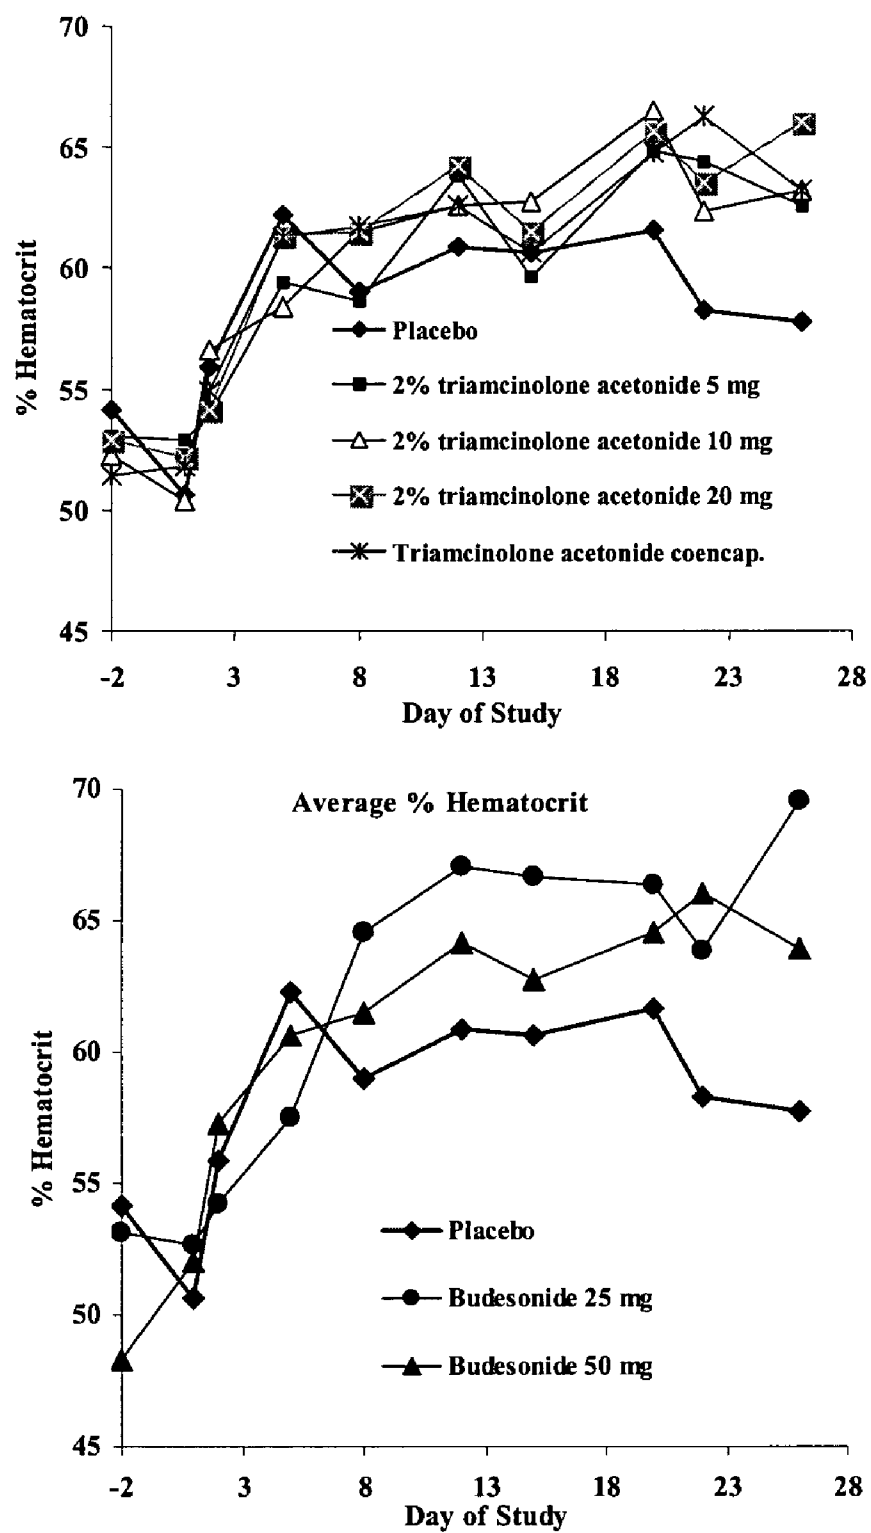 70
65
60
55
50
45
% Hematocrit
Placebo
2% triamcinolone acetonide 5 mg
2% triamcinolone acetonide 10 mg
2% triamcinolone acetonide 20 mg
Triamcinolone acetonide coencap.
-2 3 8 13 18 23 28
Day of Study
Average % Hematocrit
70
65
60
55
50
45
% Hematocrit
Placebo
Budesonide 25 mg
Budesonide 50 mg
-2 3 8 13 18 23 28
Day of Study